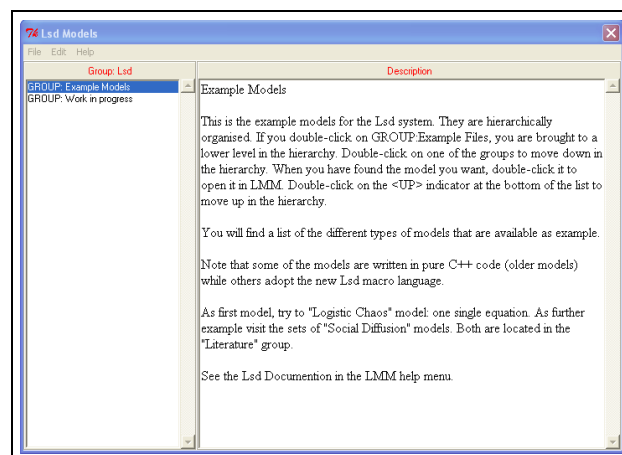 Lsd Models
File Edit Help
Group: Lsd
Description
GROUP: Example Models
GROUP: Work in progress
Example Models
This is the example models for the Lsd system. They are hierarchically
organised. If you double-click on GROUP:Example Files, you are brought to a
lower level in the hierarchy. Double-click on one of the groups to move down in
the hierarchy. When you have found the model you want, double-click it to
open it in LMM. Double-click on the <UP> indicator at the bottom of the list to
move up in the hierarchy.
You will find a list of the different types of models that are available as example.
Note that some of the models are written in pure C++ code (older models)
while others adopt the new Lsd macro language.
As first model, try to "Logistic Chaos" model: one single equation. As further
example visit the sets of "Social Diffusion" models. Both are located in the
"Literature" group.
See the Lsd Documention in the LMM help menu.